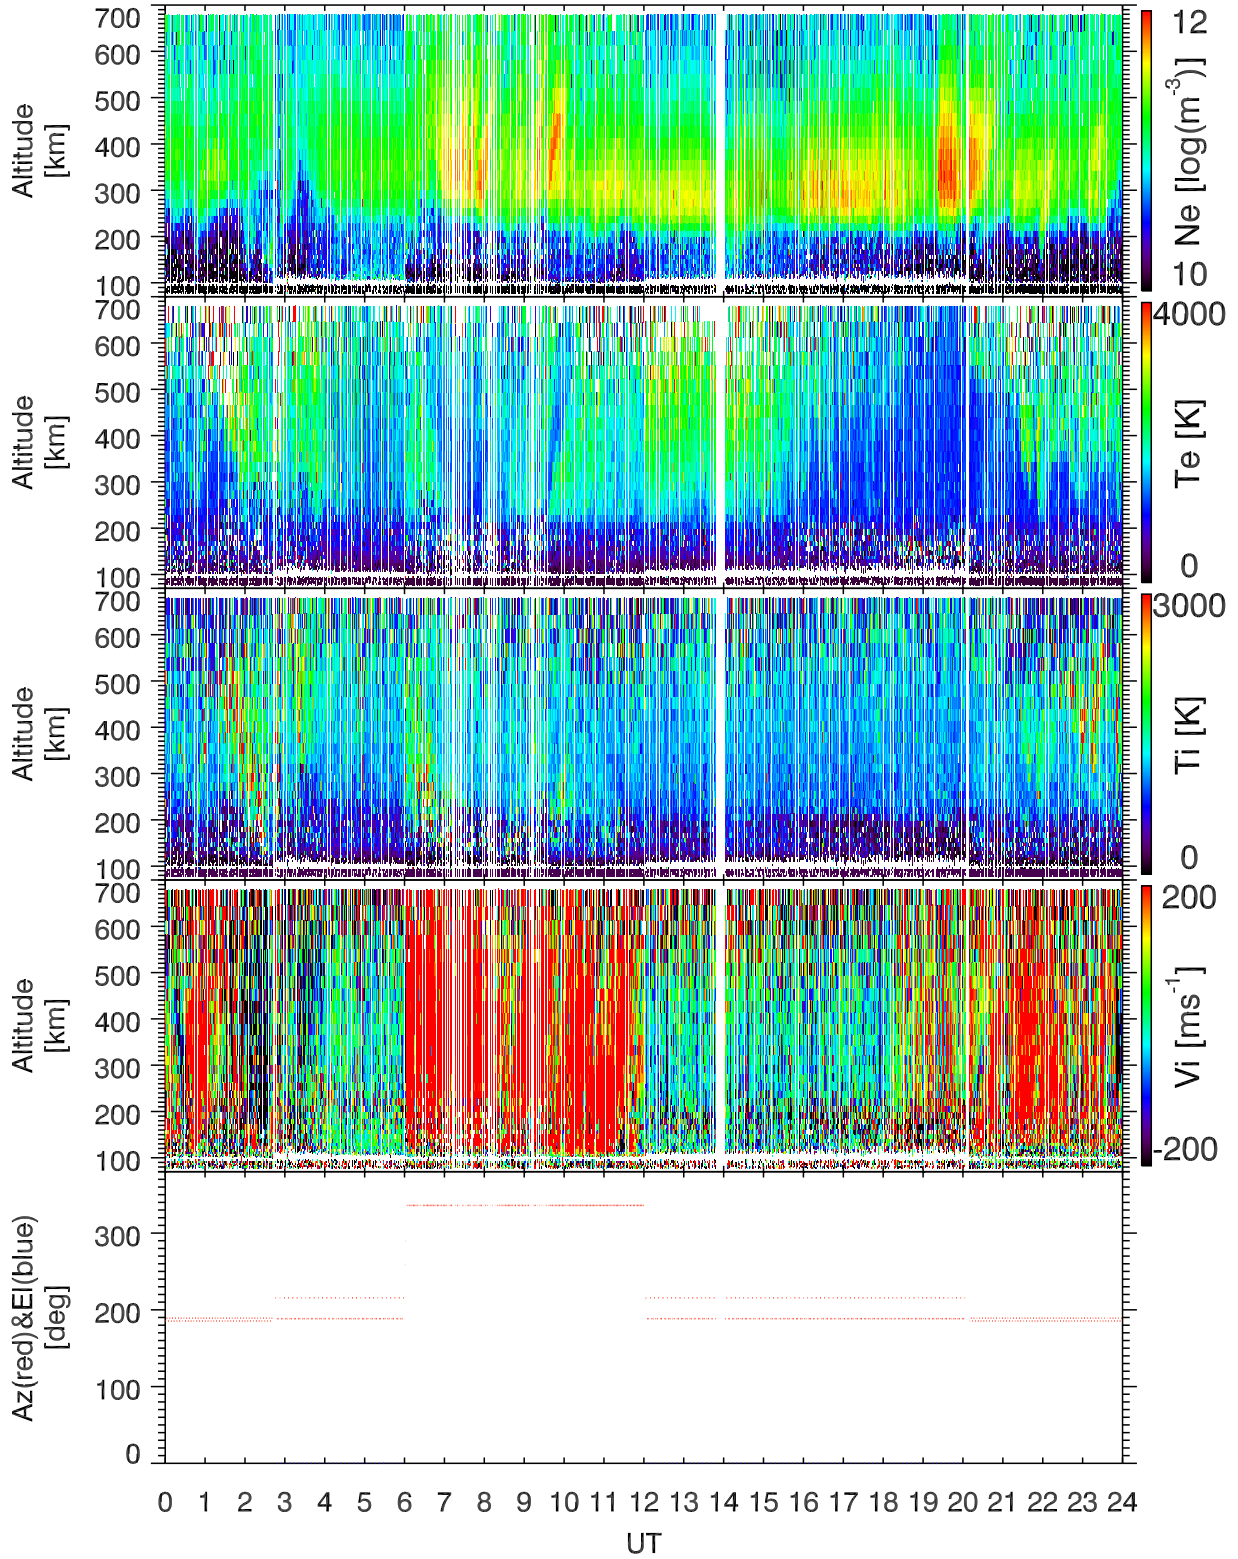 700
600
500
400
300
200
100
Altitude
[km]
12
10
Ne [log(m⁻³)]
700
600
500
400
300
200
100
Altitude
[km]
4000
0
Te [K]
700
600
500
400
300
200
100
Altitude
[km]
3000
0
Ti [K]
700
600
500
400
300
200
100
Altitude
[km]
200
-200
Vi [ms⁻¹]
300
200
100
0
Az(red)&El(blue)
[deg]
0 1 2 3 4 5 6 7 8 9 10 11 12 13 14 15 16 17 18 19 20 21 22 23 24
UT